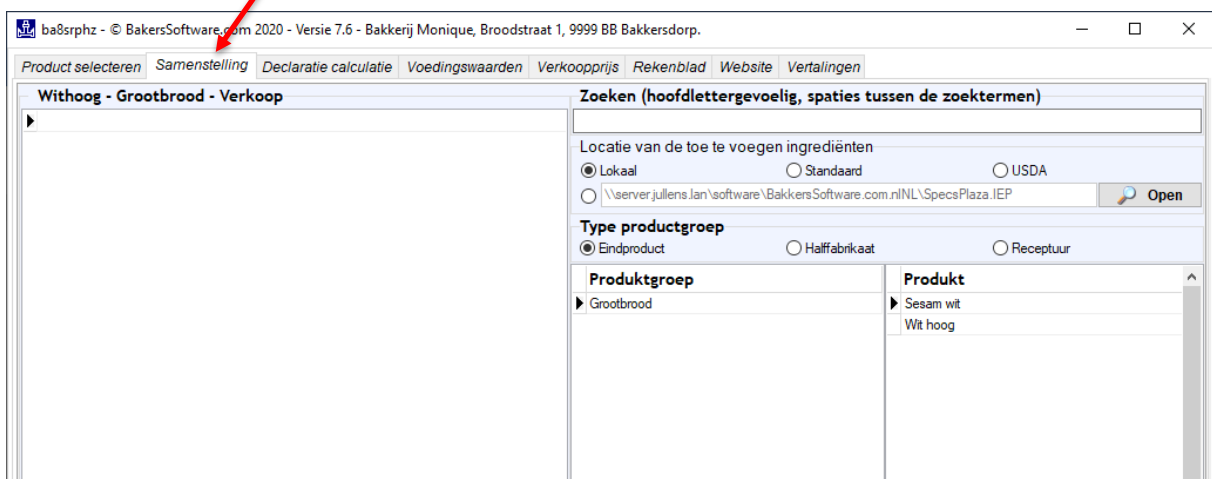 ba8srphz - © BakersSoftware.com 2020 - Versie 7.6 - Bakkerij Monique, Broodstraat 1, 9999 BB Bakkersdorp.
Product selecteren Samenstelling Declaratie calculatie Voedingswaarden Verkoopprijs Rekenblad Website Vertalingen
Withoog - Grootbrood - Verkoop
Zoeken (hoofdlettergevoelig, spaties tussen de zoektermen)
Locatie van de toe te voegen ingrediënten
Lokaal Standaard USDA
\\server.jullens.lan\software\BakkersSoftware.com.nlNL\SpecsPlaza.IEP Open
Type productgroep
Eindproduct Halffabrikaat Receptuur
Produktgroep Produkt
Grootbrood Sesam wit
Wit hoog